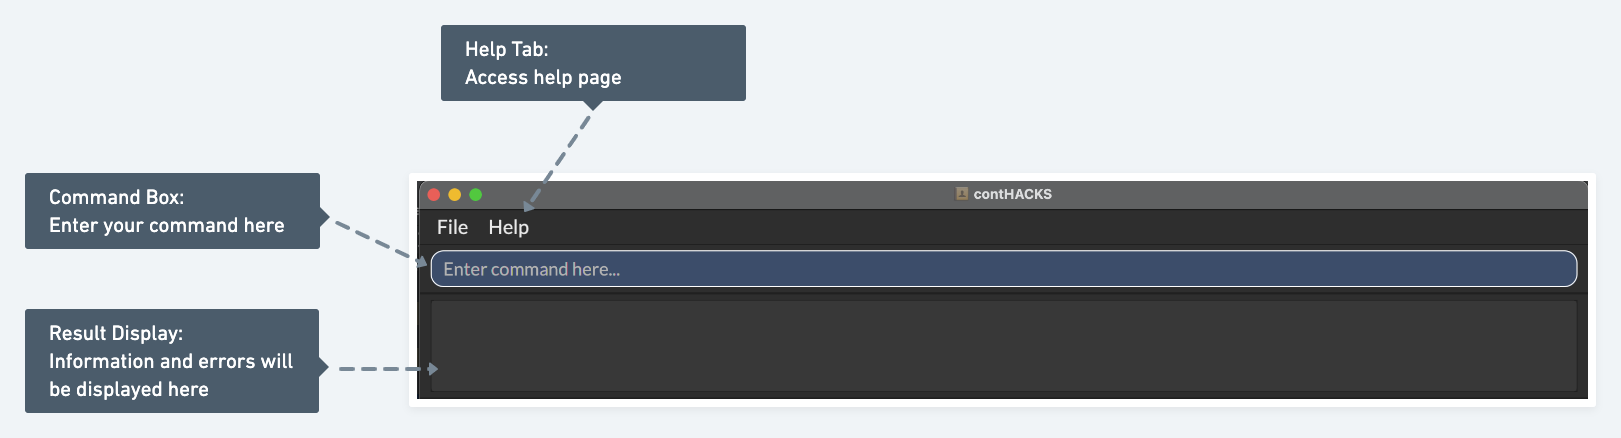 Help Tab:
Access help page
Command Box:
Enter your command here
contHACKS
File Help
Enter command here...
Result Display:
Information and errors will
be displayed here